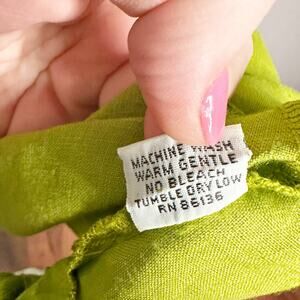 MACHINE WASH
WARM GENTLE
NO BLEACH
TUMBLE DRY LOW
RN 86136